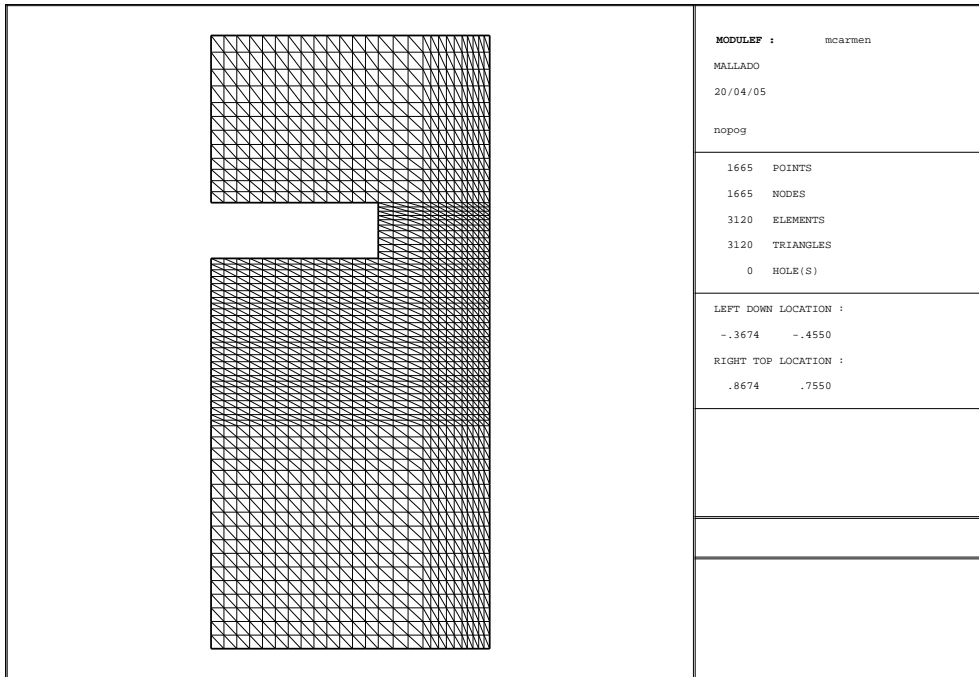 MODULEF : mcarmen
MALLADO
20/04/05
nopog
1665 POINTS
1665 NODES
3120 ELEMENTS
3120 TRIANGLES
0 HOLE(S)
LEFT DOWN LOCATION :
-.3674 -.4550
RIGHT TOP LOCATION :
.8674 .7550